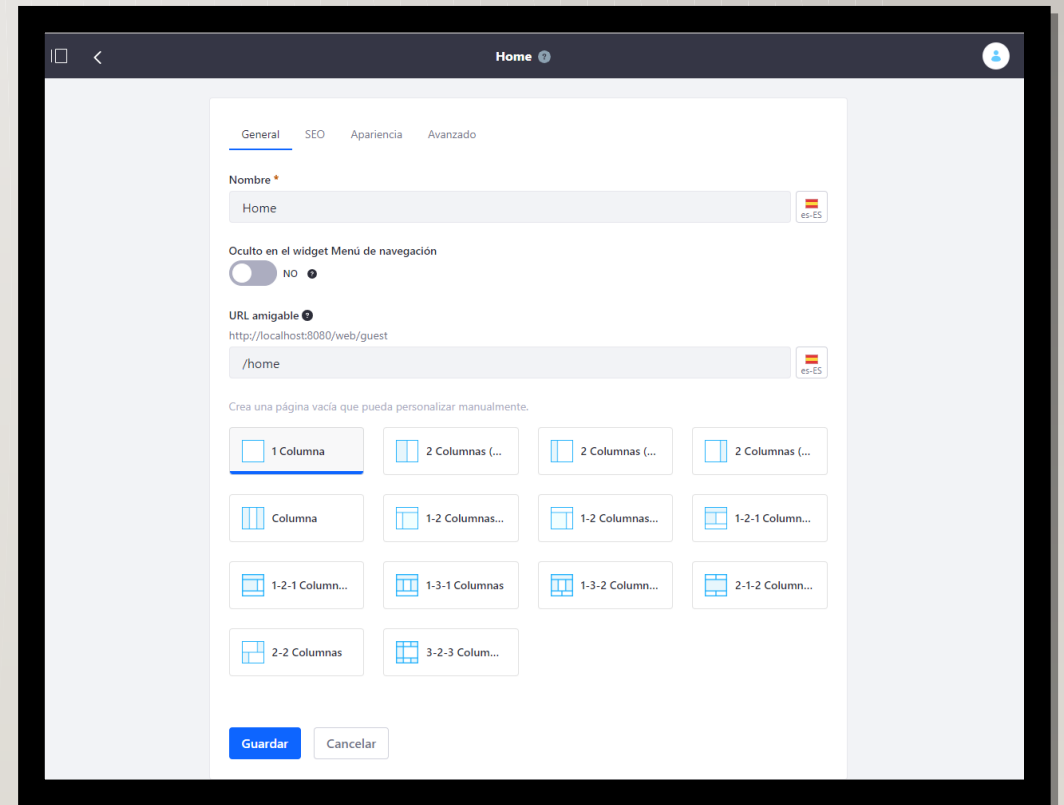 Home
General SEO Apariencia Avanzado
Nombre *
Home
es-ES
Oculto en el widget Menú de navegación
NO
URL amigable
http://localhost:8080/web/guest
/home
es-ES
Crea una página vacía que pueda personalizar manualmente.
1 Columna 2 Columnas (... 2 Columnas (... 2 Columnas (...
Columna 1-2 Columnas... 1-2 Columnas... 1-2-1 Column...
1-2-1 Column... 1-3-1 Columnas 1-3-2 Column... 2-1-2 Column...
2-2 Columnas 3-2-3 Colum...
Guardar Cancelar